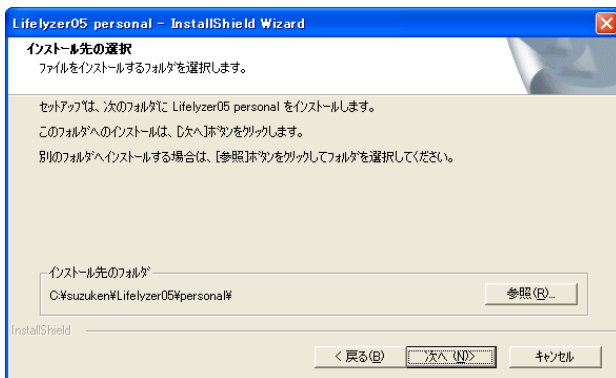 Lifelyzer05 personal - InstallShield Wizard
インストール先の選択
ファイルをインストールするフォルダを選択します。
セットアップは、次のフォルダに Lifelyzer05 personal をインストールします。
このフォルダへのインストールは、[次へ]ボタンをクリックします。
別のフォルダへインストールする場合は、[参照]ボタンをクリックしてフォルダを選択してください。
インストール先のフォルダ
C:¥suzuken¥Lifelyzer05¥personal¥
参照(R)...
InstallShield
< 戻る(B)
次へ (N)>
キャンセル